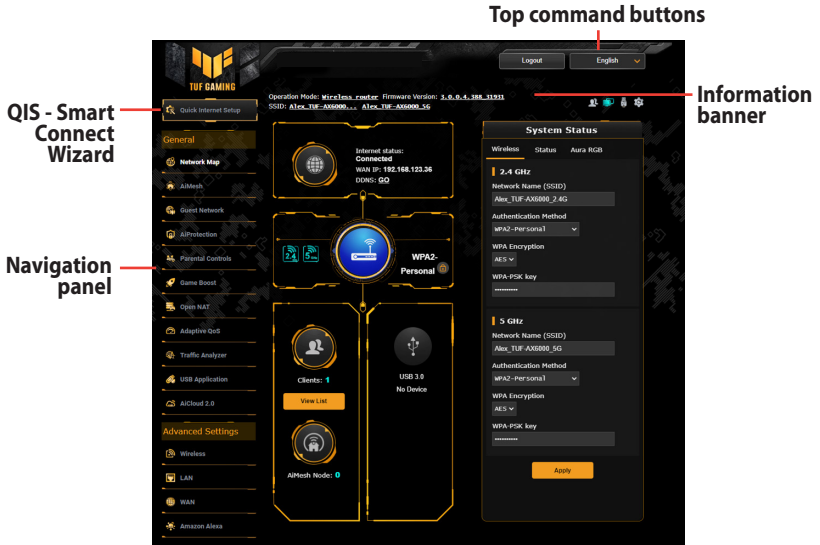 Top command buttons
Logout
English
TUF GAMING
Operation Mode: Wireless router Firmware Version: 3.0.0.4.388_31931
SSID: Alex_TUF-AX6000... Alex_TUF-AX6000_5G
Information
banner
QIS - Smart
Connect
Wizard
Quick Internet Setup
General
Network Map
AiMesh
Guest Network
AiProtection
Parental Controls
Game Boost
Open NAT
Adaptive QoS
Traffic Analyzer
USB Application
AiCloud 2.0
Advanced Settings
Wireless
LAN
WAN
Amazon Alexa
Navigation
panel
Internet status:
Connected
WAN IP: 192.168.123.36
DDNS: GO
2.4
5
WPA2-
Personal
Clients: 1
View List
AiMesh Node: 0
USB 3.0
No Device
System Status
Wireless Status Aura RGB
2.4 GHz
Network Name (SSID)
Alex_TUF-AX6000_2.4G
Authentication Method
WPA2-Personal
WPA Encryption
AES
WPA-PSK key
••••••••••
5 GHz
Network Name (SSID)
Alex_TUF-AX6000_5G
Authentication Method
WPA2-Personal
WPA Encryption
AES
WPA-PSK key
••••••••••
Apply